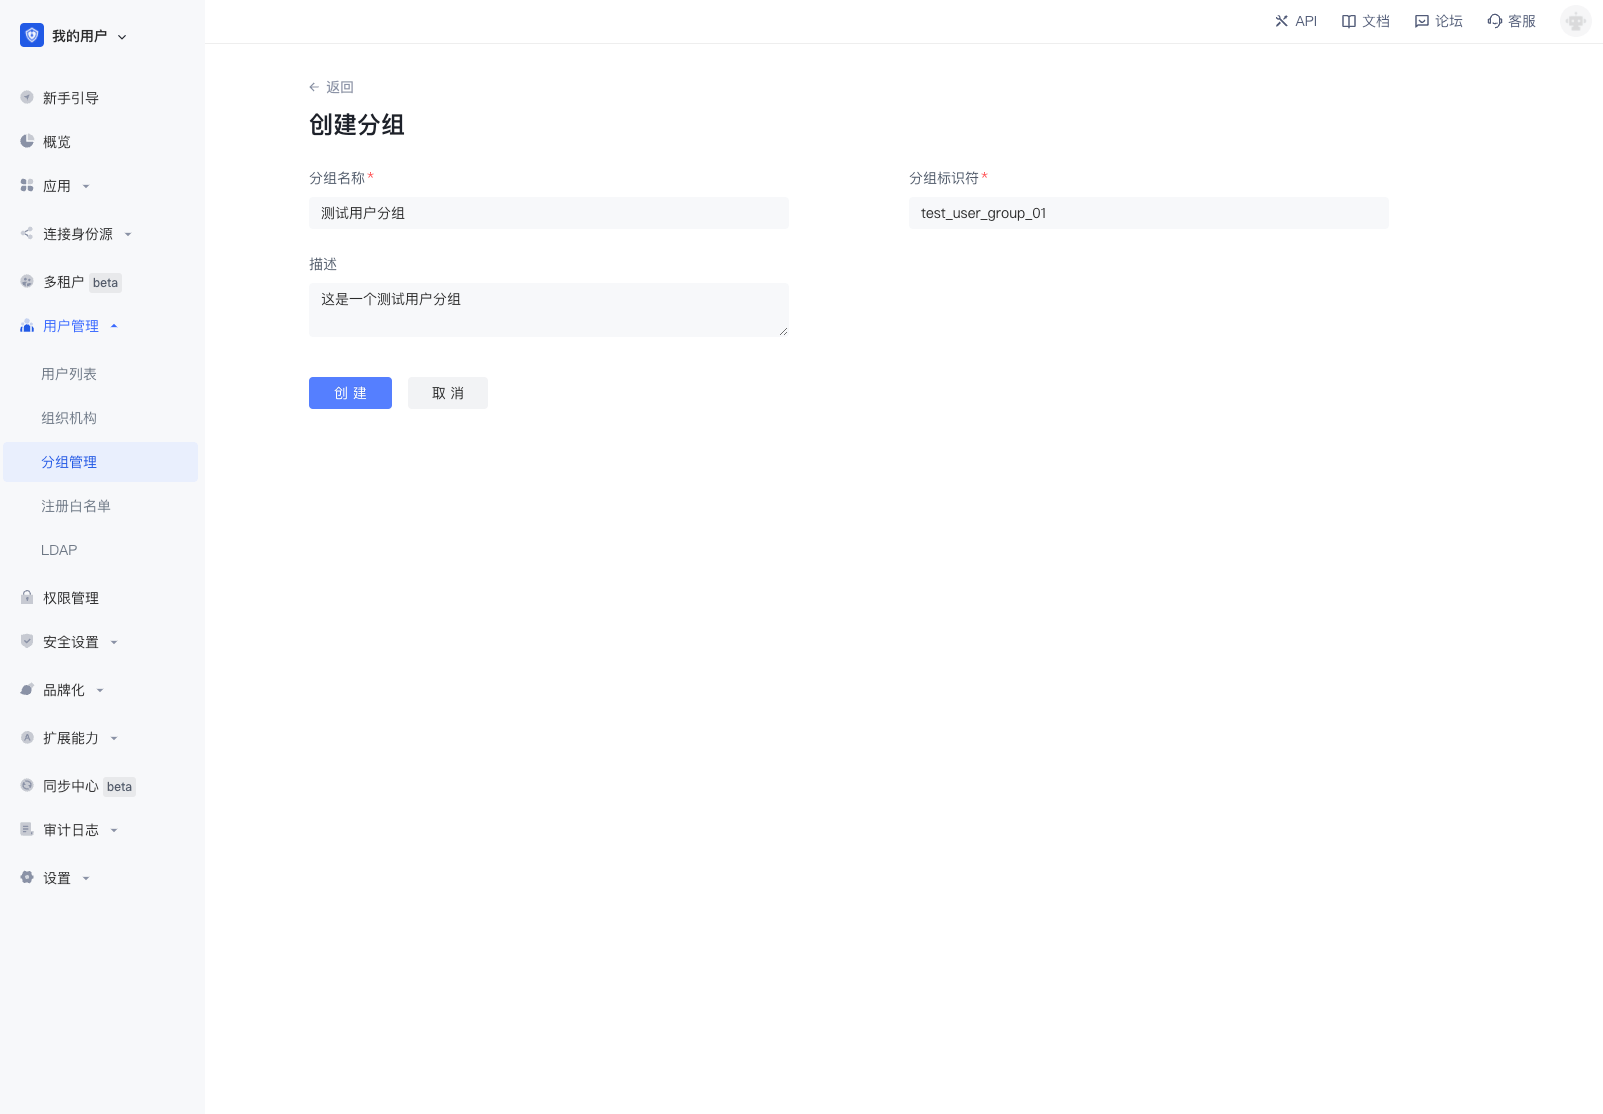 我的用户
API
文档
论坛
客服
新手引导
概览
应用
连接身份源
多租户 beta
用户管理
用户列表
组织机构
分组管理
注册白名单
LDAP
权限管理
安全设置
品牌化
扩展能力
同步中心 beta
审计日志
设置
← 返回
创建分组
分组名称*
测试用户分组
分组标识符*
test_user_group_01
描述
这是一个测试用户分组
创 建
取 消